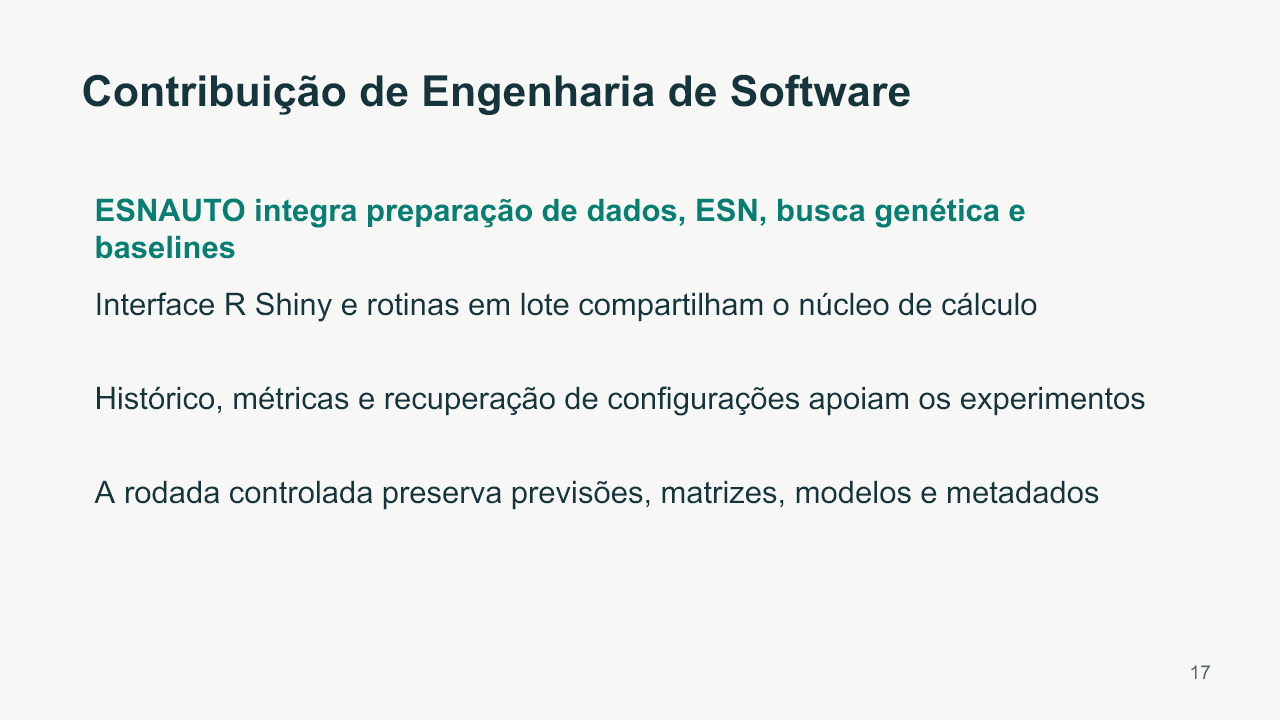 Contribuição de Engenharia de Software
ESNAUTO integra preparação de dados, ESN, busca genética e
baselines
Interface R Shiny e rotinas em lote compartilham o núcleo de cálculo
Histórico, métricas e recuperação de configurações apoiam os experimentos
A rodada controlada preserva previsões, matrizes, modelos e metadados
17